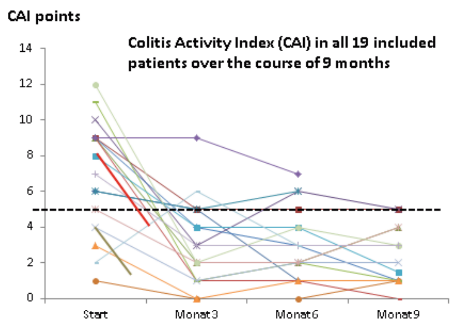 CAI points
Colitis Activity Index (CAI) in all 19 included
patients over the course of 9 months
14
12
10
8
6
4
2
0
Start
Monat3
Monat6
Monat9